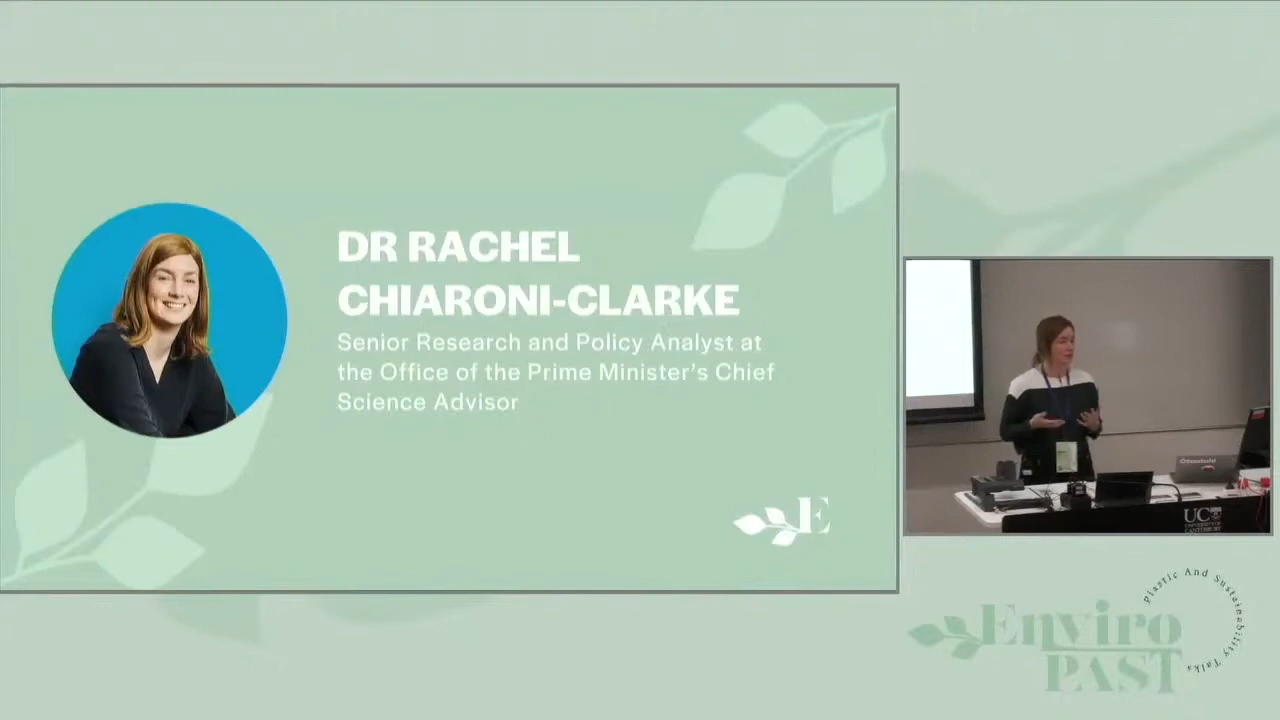 DR RACHEL
CHIARONI-CLARKE
Senior Research and Policy Analyst at
the Office of the Prime Minister's Chief
Science Advisor
E
UC
UNIVERSITY OF
CANTERBURY
Plastic And Sustainability Talks
Enviro
PAST